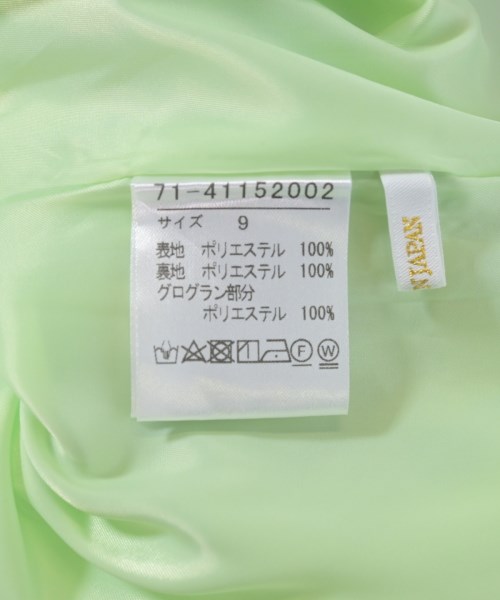 71-41152002
サイズ 9
表地 ポリエステル 100%
裏地 ポリエステル 100%
グログラン部分
ポリエステル 100%
F W
N JAPAN